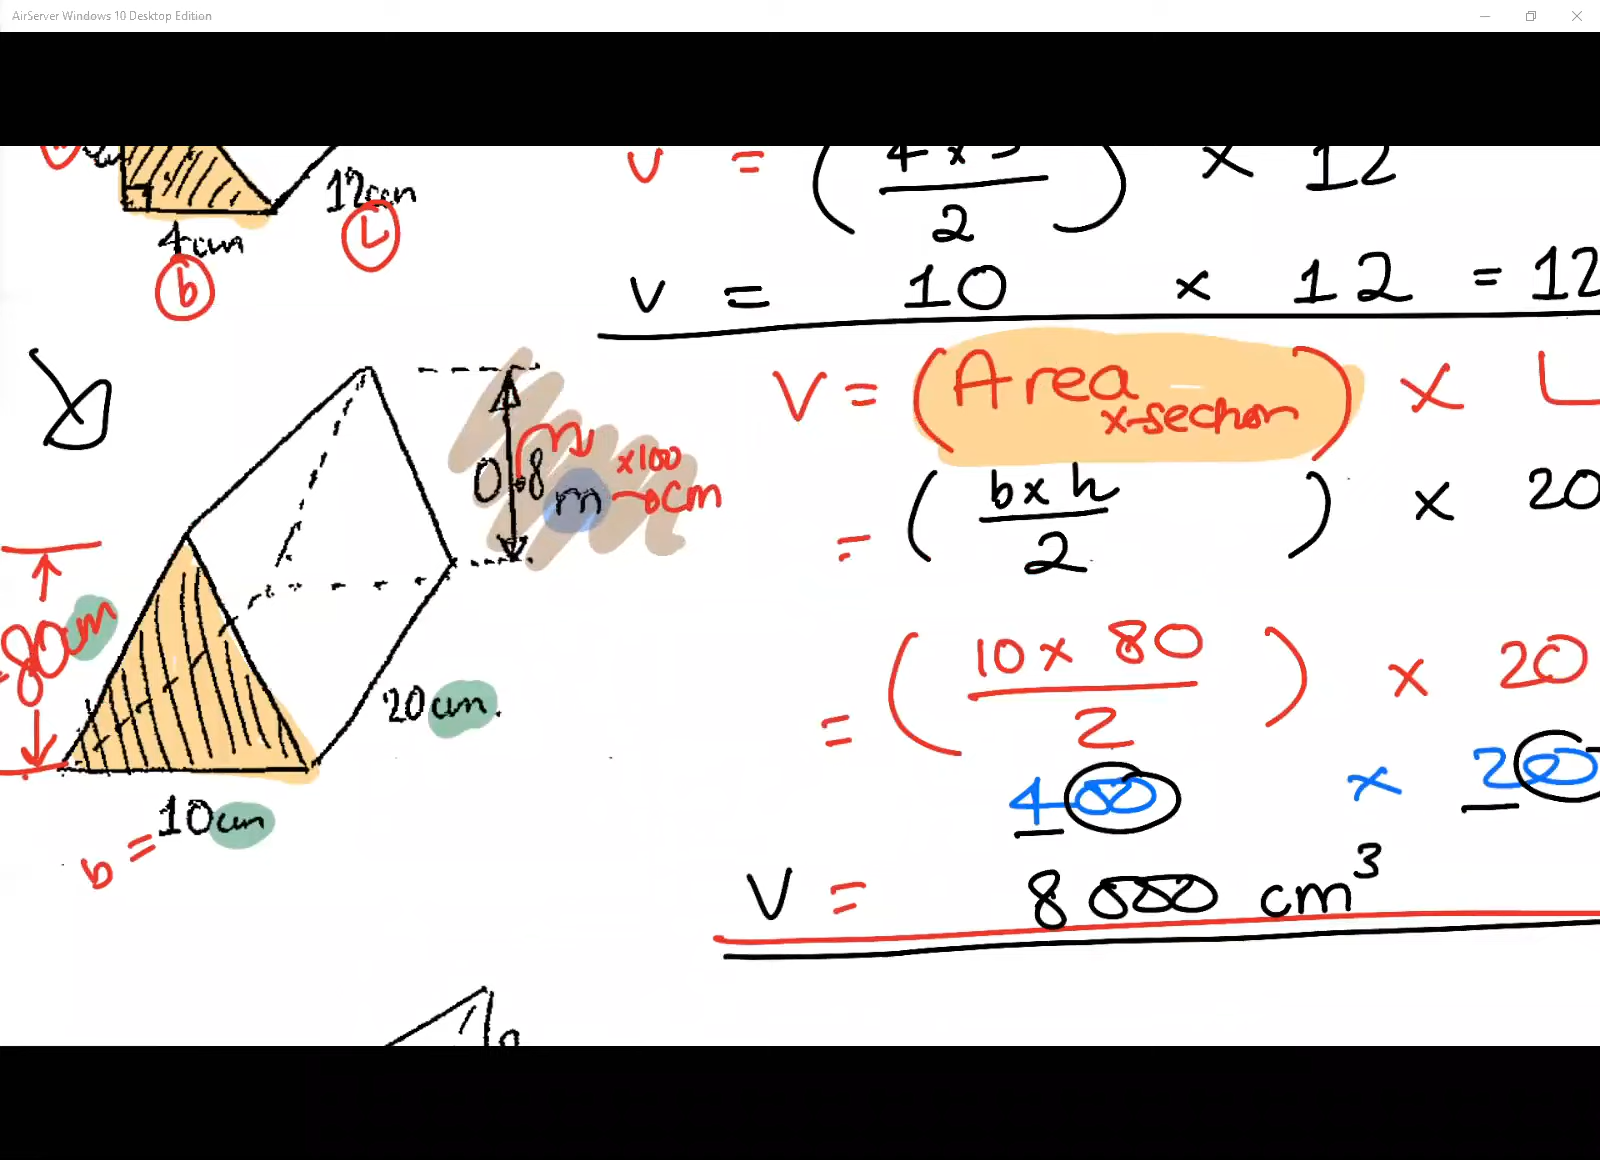 AirServer Windows 10 Desktop Edition
V = ( 4 x 5 / 2 ) x 12
12cm
L
4cm
b
V = 10 x 12 = 12
V = (Area x-section) x L
0.8 m → cm
x100
= ( b x h / 2 ) x 20
80cm
= ( 10 x 80 / 2 ) x 20
20cm.
400 x 20
b = 10cm
V = 8000 cm³